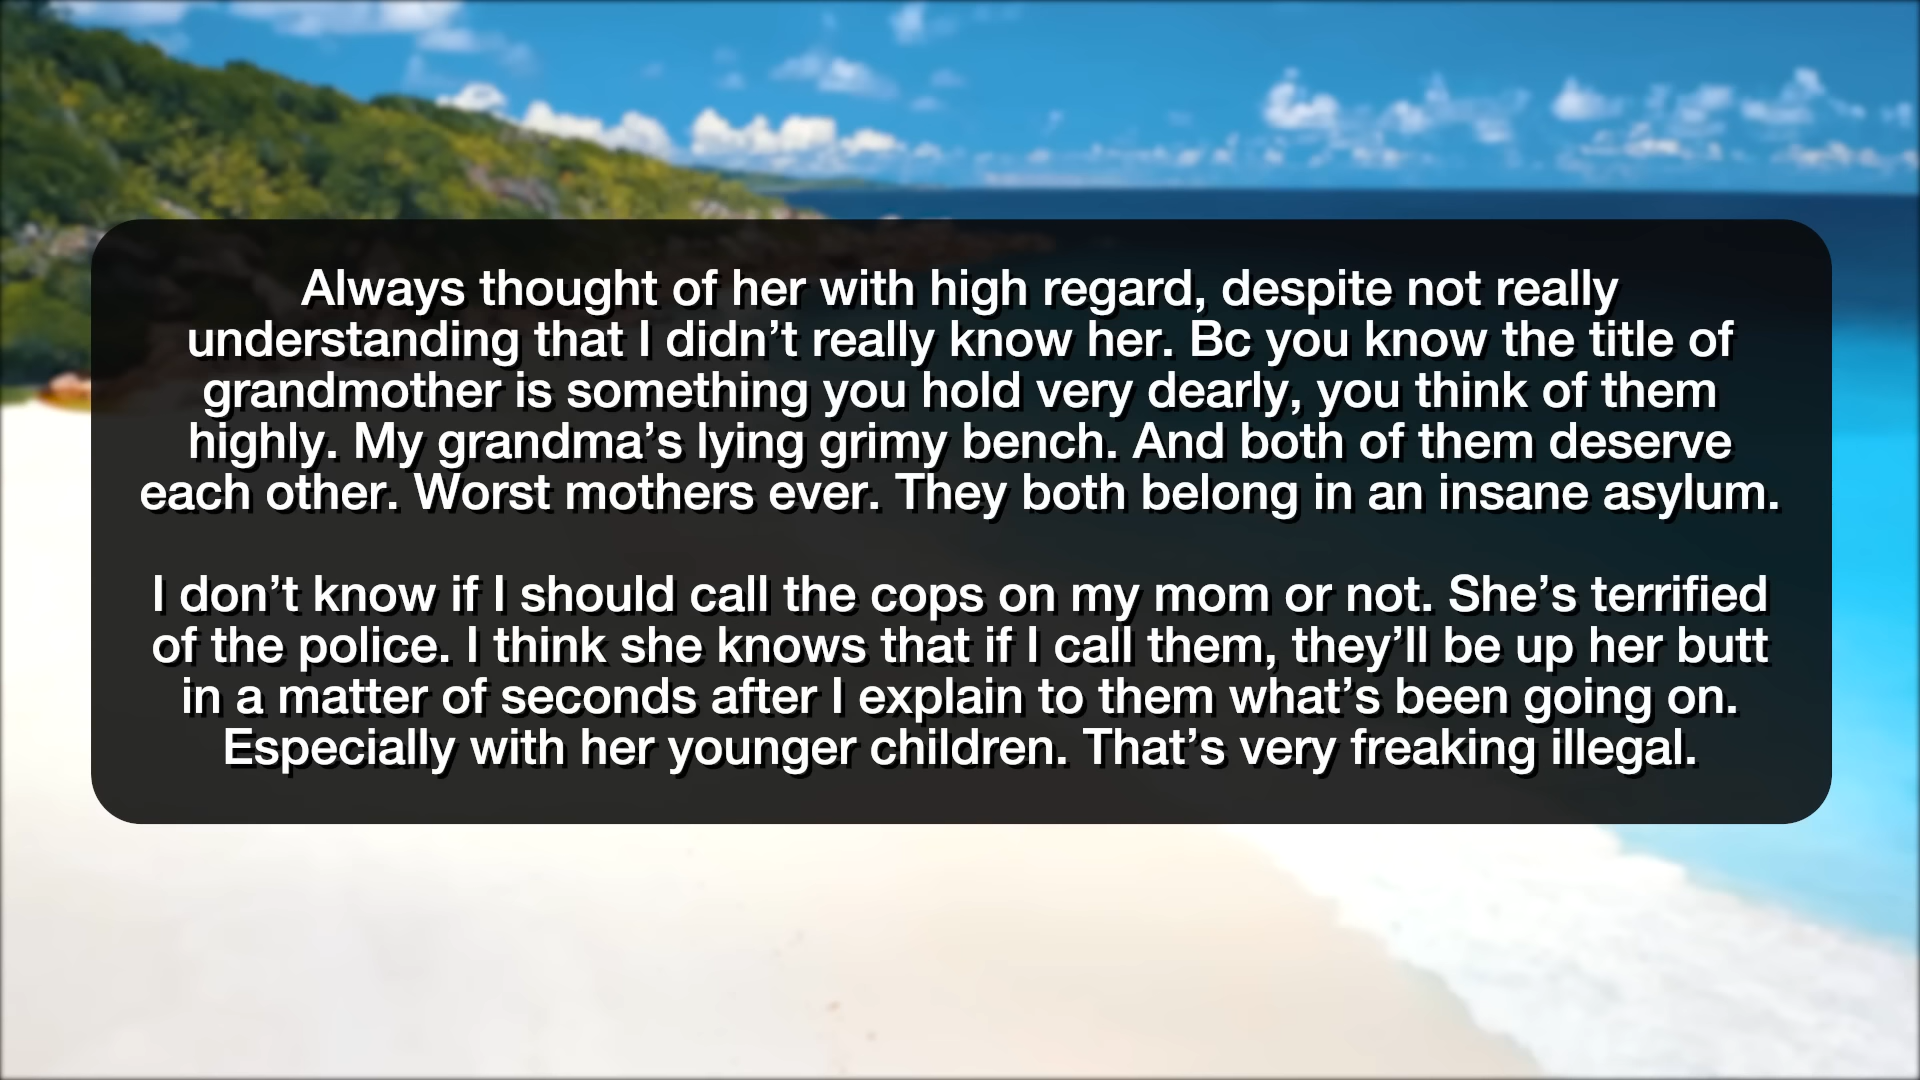 Always thought of her with high regard, despite not really
understanding that I didn’t really know her. Bc you know the title of
grandmother is something you hold very dearly, you think of them
highly. My grandma’s lying grimy bench. And both of them deserve
each other. Worst mothers ever. They both belong in an insane asylum.
I don’t know if I should call the cops on my mom or not. She’s terrified
of the police. I think she knows that if I call them, they’ll be up her butt
in a matter of seconds after I explain to them what’s been going on.
Especially with her younger children. That’s very freaking illegal.